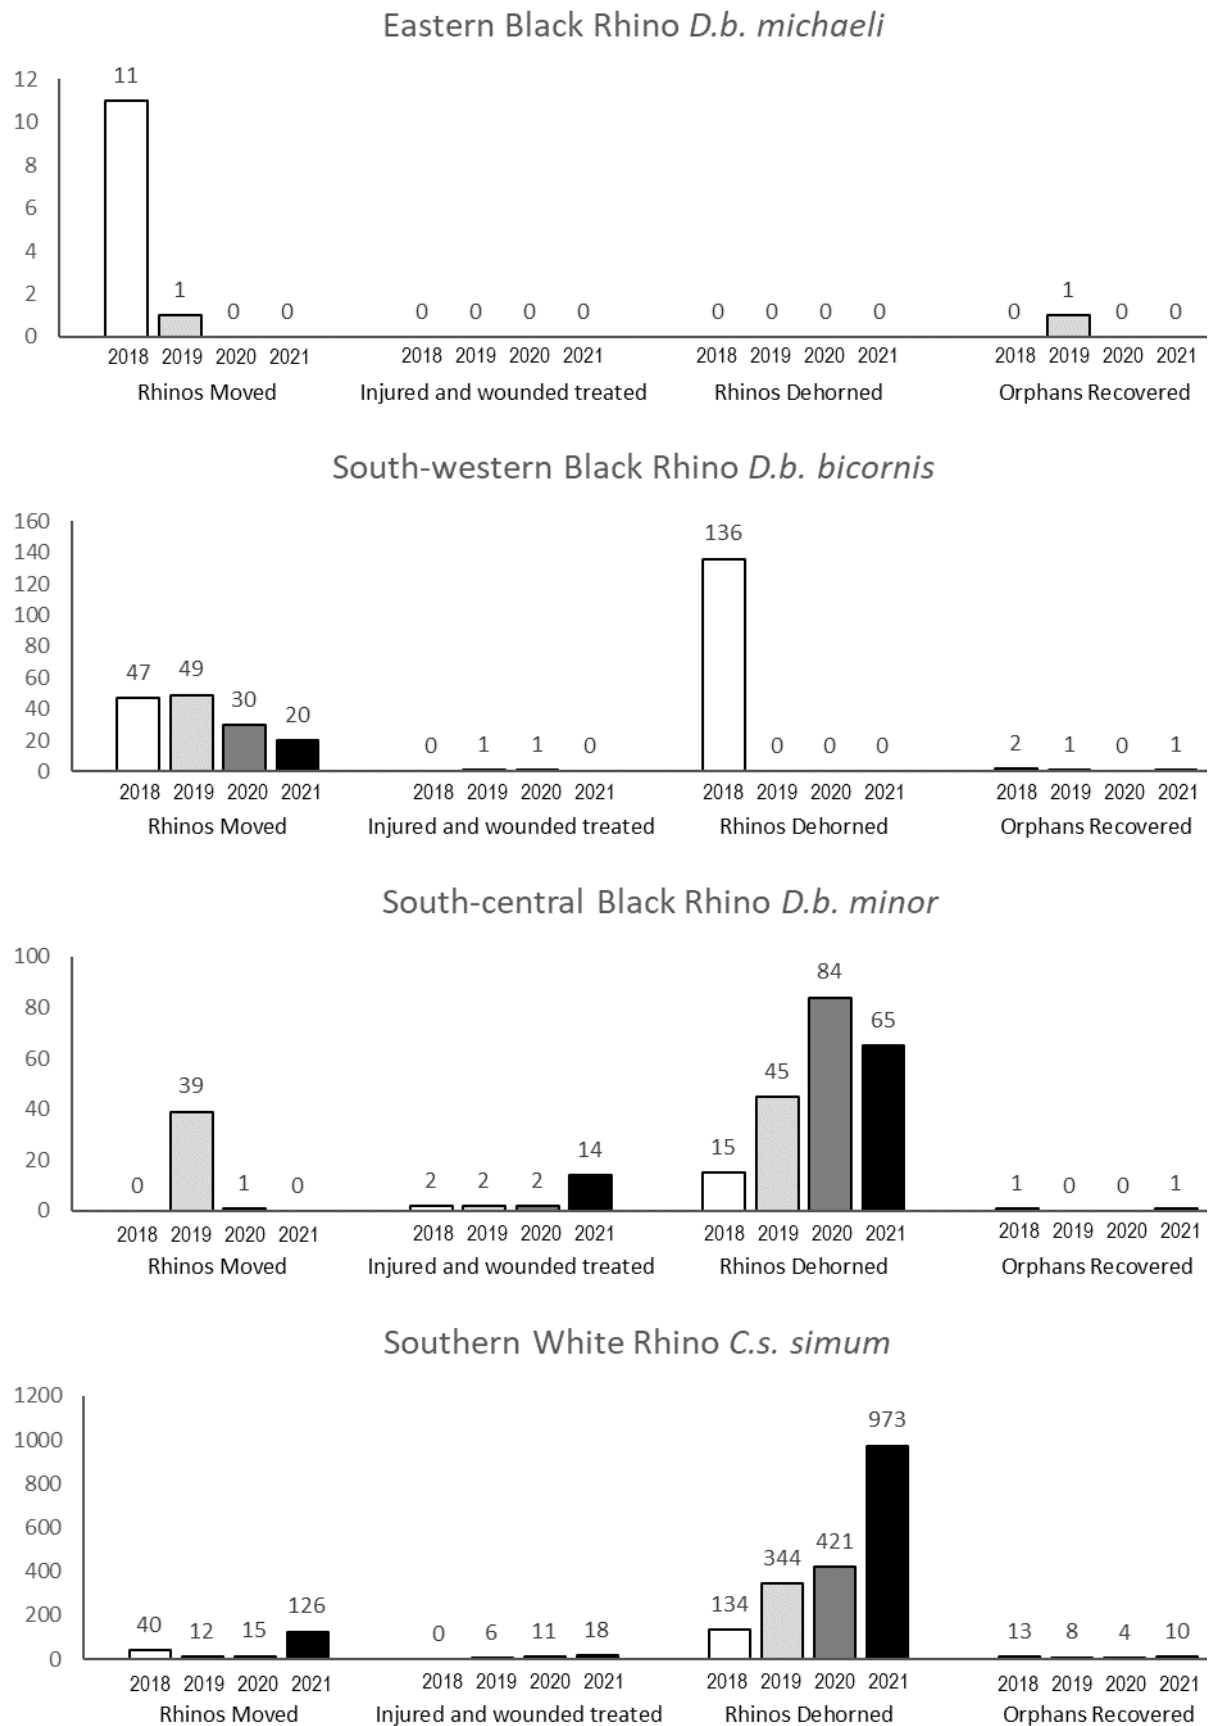 Eastern Black Rhino D.b. michaeli
12
10
8
6
4
2
0
11 1 0 0 0 0 0 0 0 0 0 0 0 1 0 0
2018 2019 2020 2021 2018 2019 2020 2021 2018 2019 2020 2021 2018 2019 2020 2021
Rhinos Moved Injured and wounded treated Rhinos Dehorned Orphans Recovered
South-western Black Rhino D.b. bicornis
160
140
120
100
80
60
40
20
0
47 49 30 20 0 1 1 0 136 0 0 0 2 1 0 1
2018 2019 2020 2021 2018 2019 2020 2021 2018 2019 2020 2021 2018 2019 2020 2021
Rhinos Moved Injured and wounded treated Rhinos Dehorned Orphans Recovered
South-central Black Rhino D.b. minor
100
80
60
40
20
0
0 39 1 0 2 2 2 14 15 45 84 65 1 0 0 1
2018 2019 2020 2021 2018 2019 2020 2021 2018 2019 2020 2021 2018 2019 2020 2021
Rhinos Moved Injured and wounded treated Rhinos Dehorned Orphans Recovered
Southern White Rhino C.s. simum
1200
1000
800
600
400
200
0
40 12 15 126 0 6 11 18 134 344 421 973 13 8 4 10
2018 2019 2020 2021 2018 2019 2020 2021 2018 2019 2020 2021 2018 2019 2020 2021
Rhinos Moved Injured and wounded treated Rhinos Dehorned Orphans Recovered